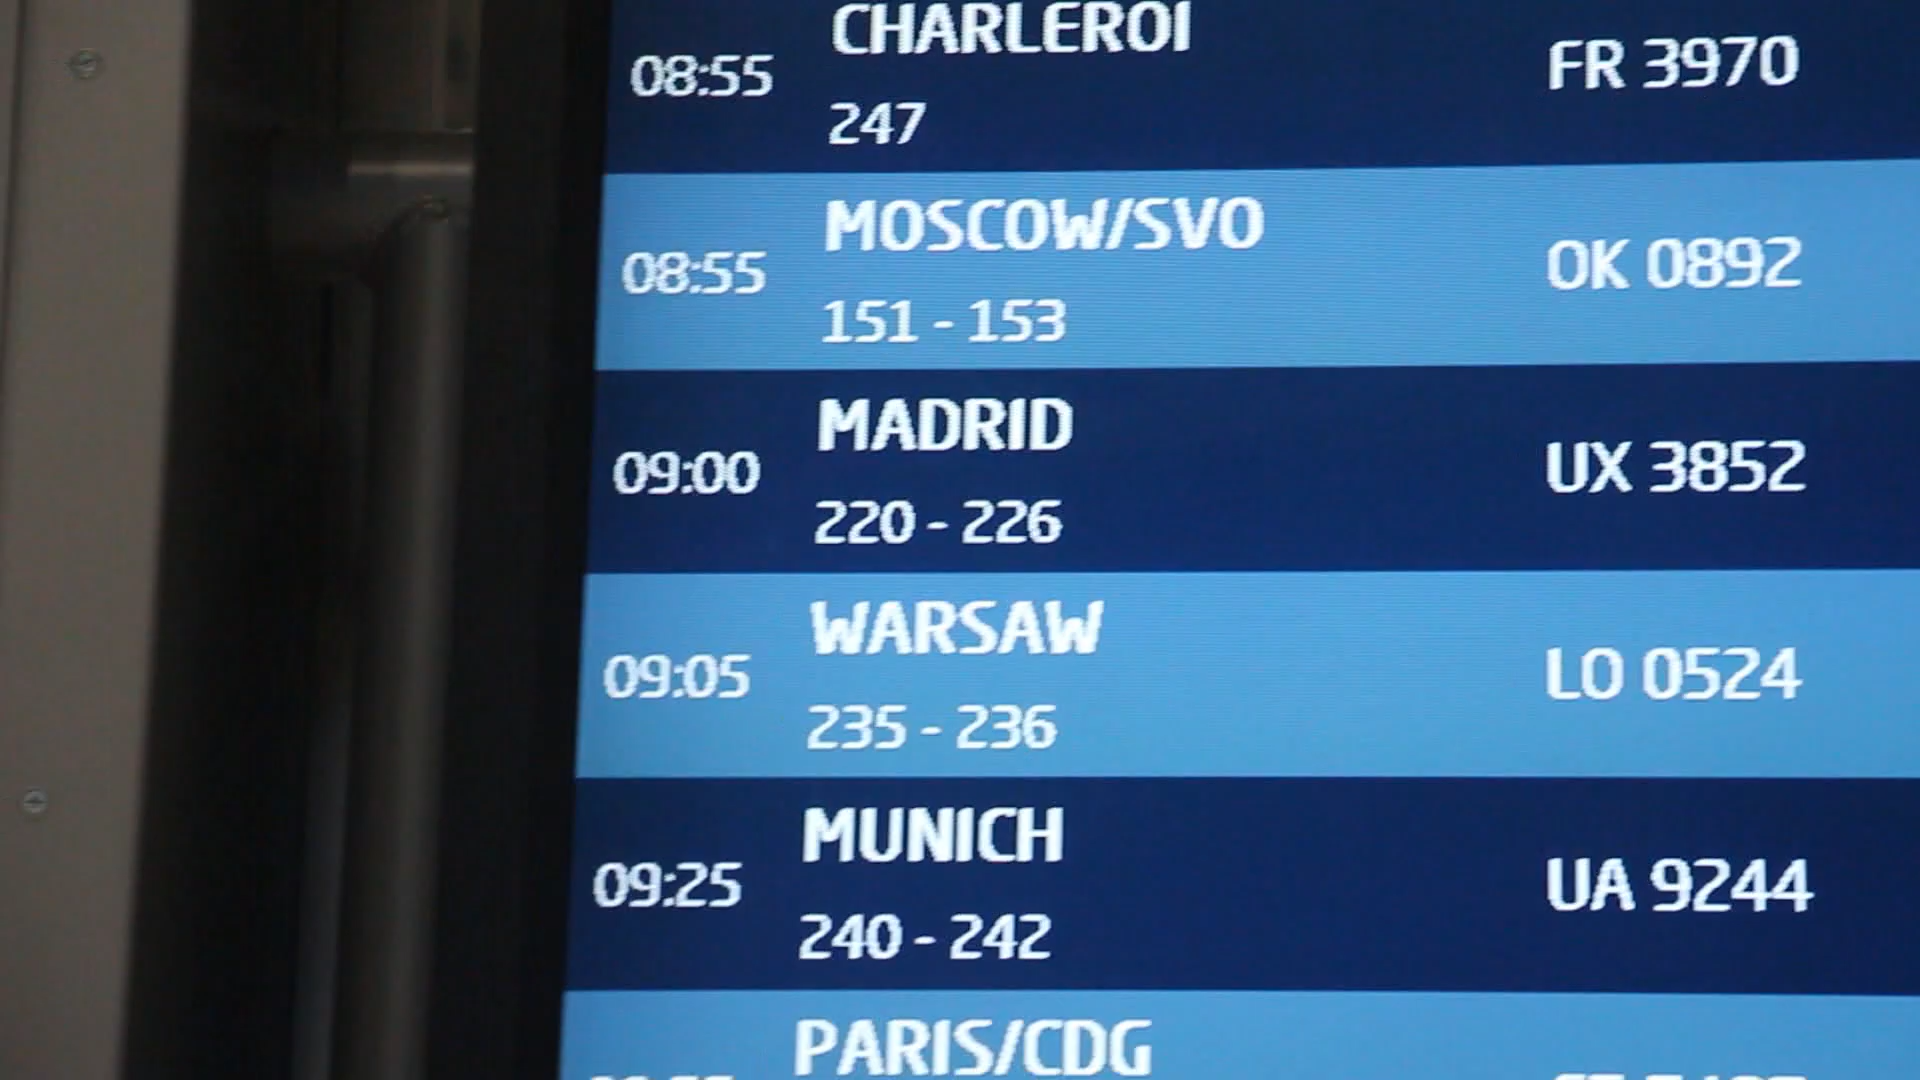 CHARLEROI
08:55
FR 3970
247
MOSCOW/SVO
08:55
OK 0892
151 - 153
MADRID
09:00
UX 3852
220 - 226
WARSAW
09:05
LO 0524
235 - 236
MUNICH
09:25
UA 9244
240 - 242
PARIS/CDG